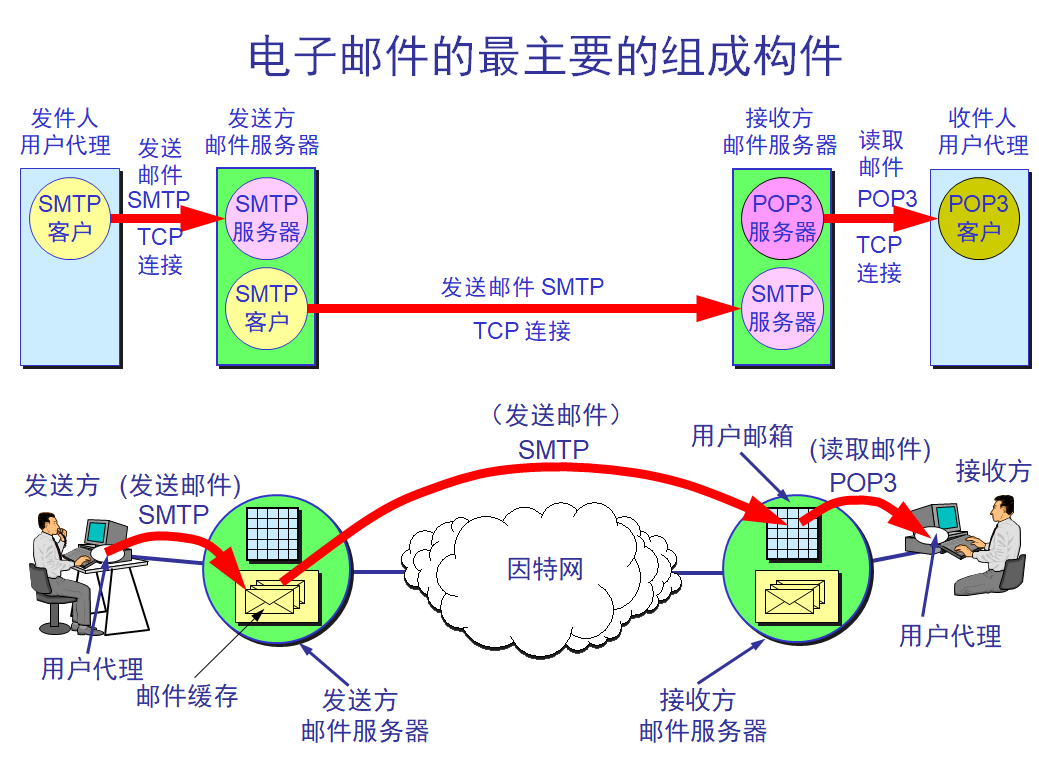 电子邮件的最主要的组成构件
发件人
用户代理
发送
邮件
SMTP
TCP
连接
发送方
邮件服务器
接收方
邮件服务器
读取
邮件
POP3
TCP
连接
收件人
用户代理
SMTP
客户
SMTP
服务器
SMTP
客户
发送邮件 SMTP
TCP 连接
POP3
服务器
SMTP
服务器
POP3
客户
（发送邮件）
SMTP
用户邮箱
(读取邮件)
POP3
接收方
发送方
(发送邮件)
SMTP
因特网
用户代理
邮件缓存
发送方
邮件服务器
接收方
邮件服务器
用户代理